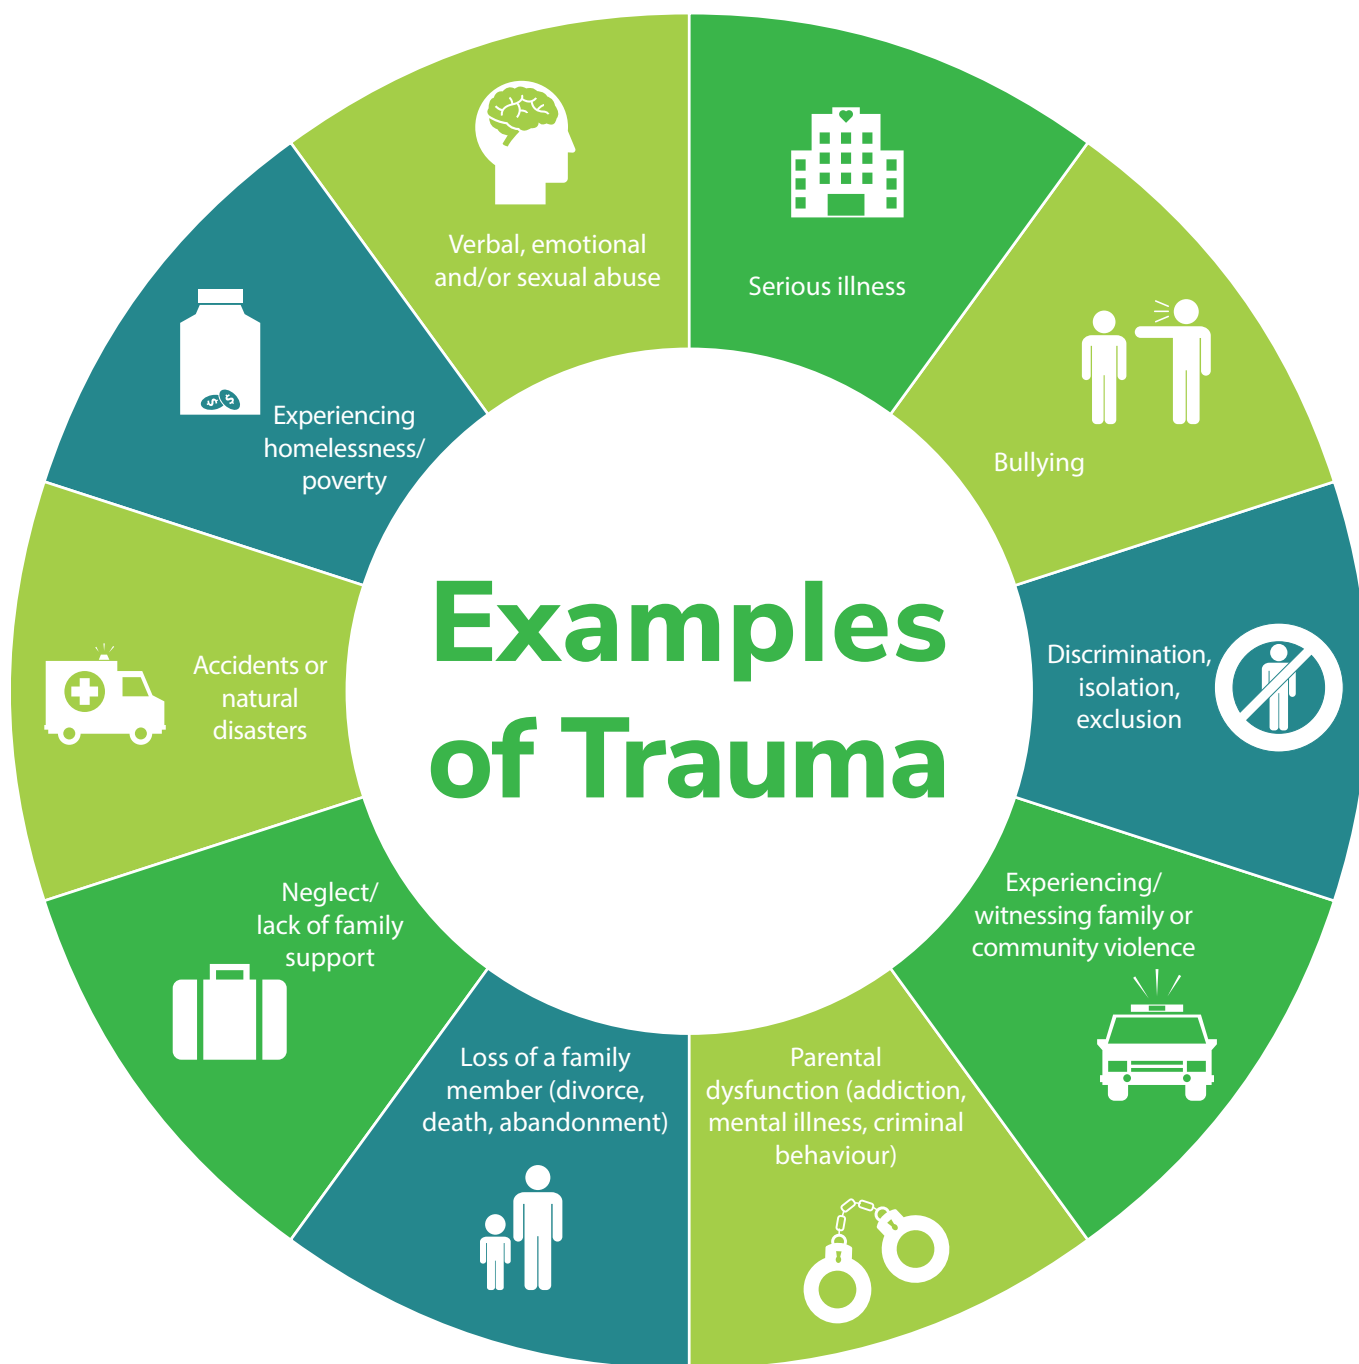 Verbal, emotional
and/or sexual abuse
Serious illness
Bullying
Discrimination,
isolation,
exclusion
Experiencing/
witnessing family or
community violence
Parental
dysfunction (addiction,
mental illness, criminal
behaviour)
Loss of a family
member (divorce,
death, abandonment)
Neglect/
lack of family
support
Accidents or
natural
disasters
Experiencing
homelessness/
poverty
$ $
Examples
of Trauma